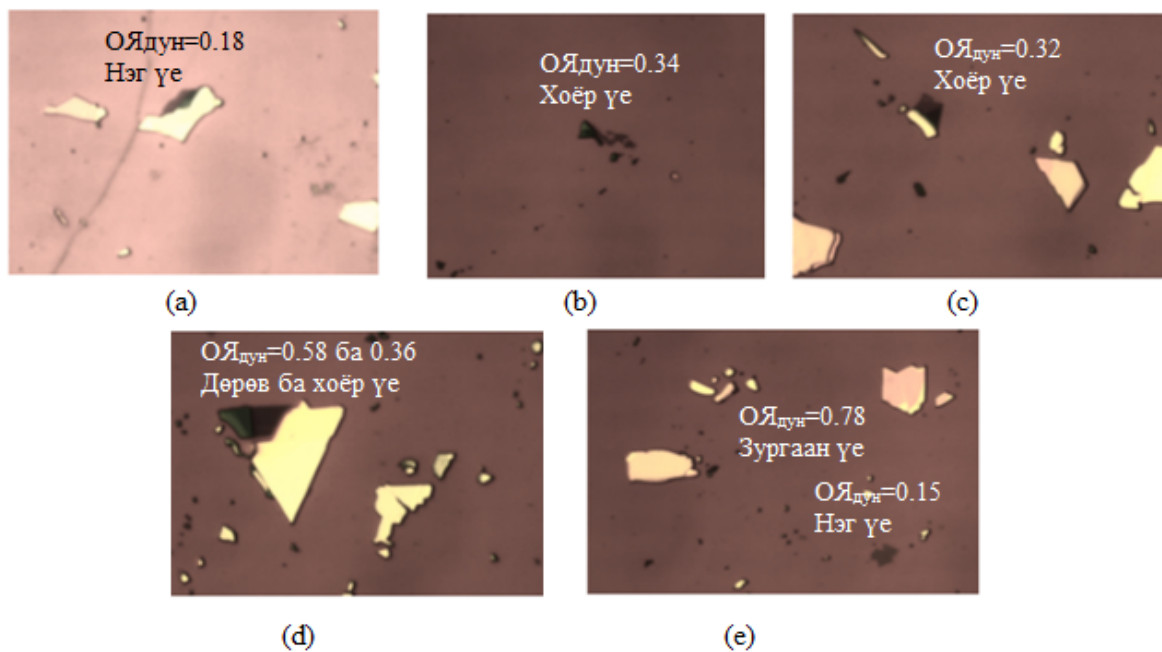 ОЯдун=0.18
Нэг үе
ОЯдун=0.34
Хоёр үе
ОЯдун=0.32
Хоёр үе
(a)
(b)
(c)
ОЯдун=0.58 ба 0.36
Дөрөв ба хоёр үе
ОЯдун=0.78
Зургаан үе
ОЯдун=0.15
Нэг үе
(d)
(e)